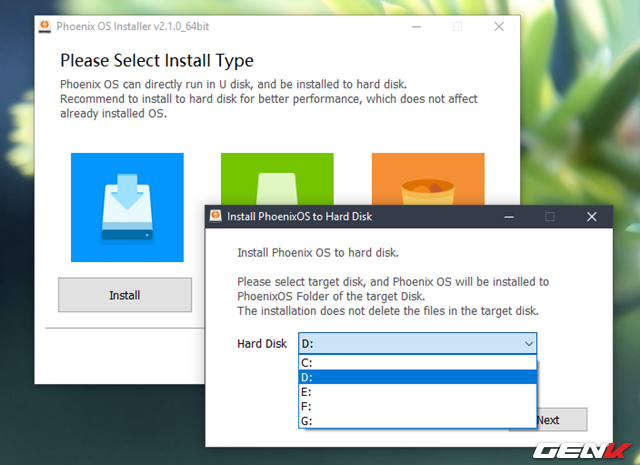 Phoenix OS Installer v2.1.0_64bit
Please Select Install Type
Phoenix OS can directly run in U disk, and be installed to hard disk.
Recommend to install to hard disk for better performance, which does not affect
already installed OS.
Install
Install PhoenixOS to Hard Disk
Install Phoenix OS to hard disk.
Please select target disk, and Phoenix OS will be installed to
PhoenixOS Folder of the target Disk.
The installation does not delete the files in the target disk.
Hard Disk D:
C:
D:
E:
F:
G:
Next
GENK